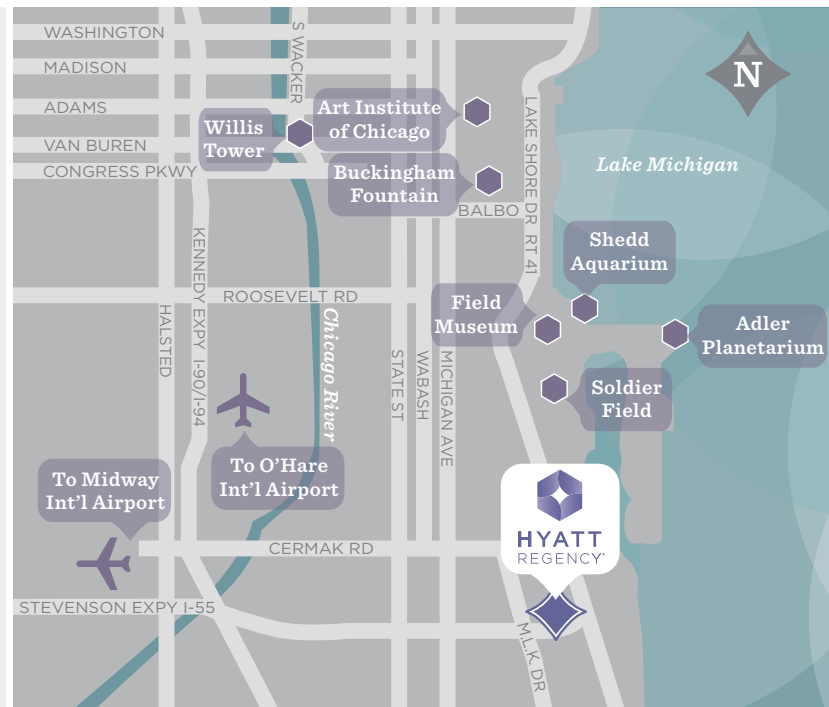 WASHINGTON
MADISON
ADAMS
VAN BUREN
CONGRESS PKWY
S WACKER
Willis
Tower
Art Institute
of Chicago
Buckingham
Fountain
BALBO
LAKE SHORE DR RT 41
N
Lake Michigan
Shedd
Aquarium
Field
Museum
Adler
Planetarium
Soldier
Field
ROOSEVELT RD
KENNEDY EXPY I-90/I-94
HALSTED
Chicago River
STATE ST
WABASH
MICHIGAN AVE
To O'Hare
Int'l Airport
To Midway
Int'l Airport
CERMAK RD
HYATT
REGENCY®
STEVENSON EXPY I-55
M.L.K. DR